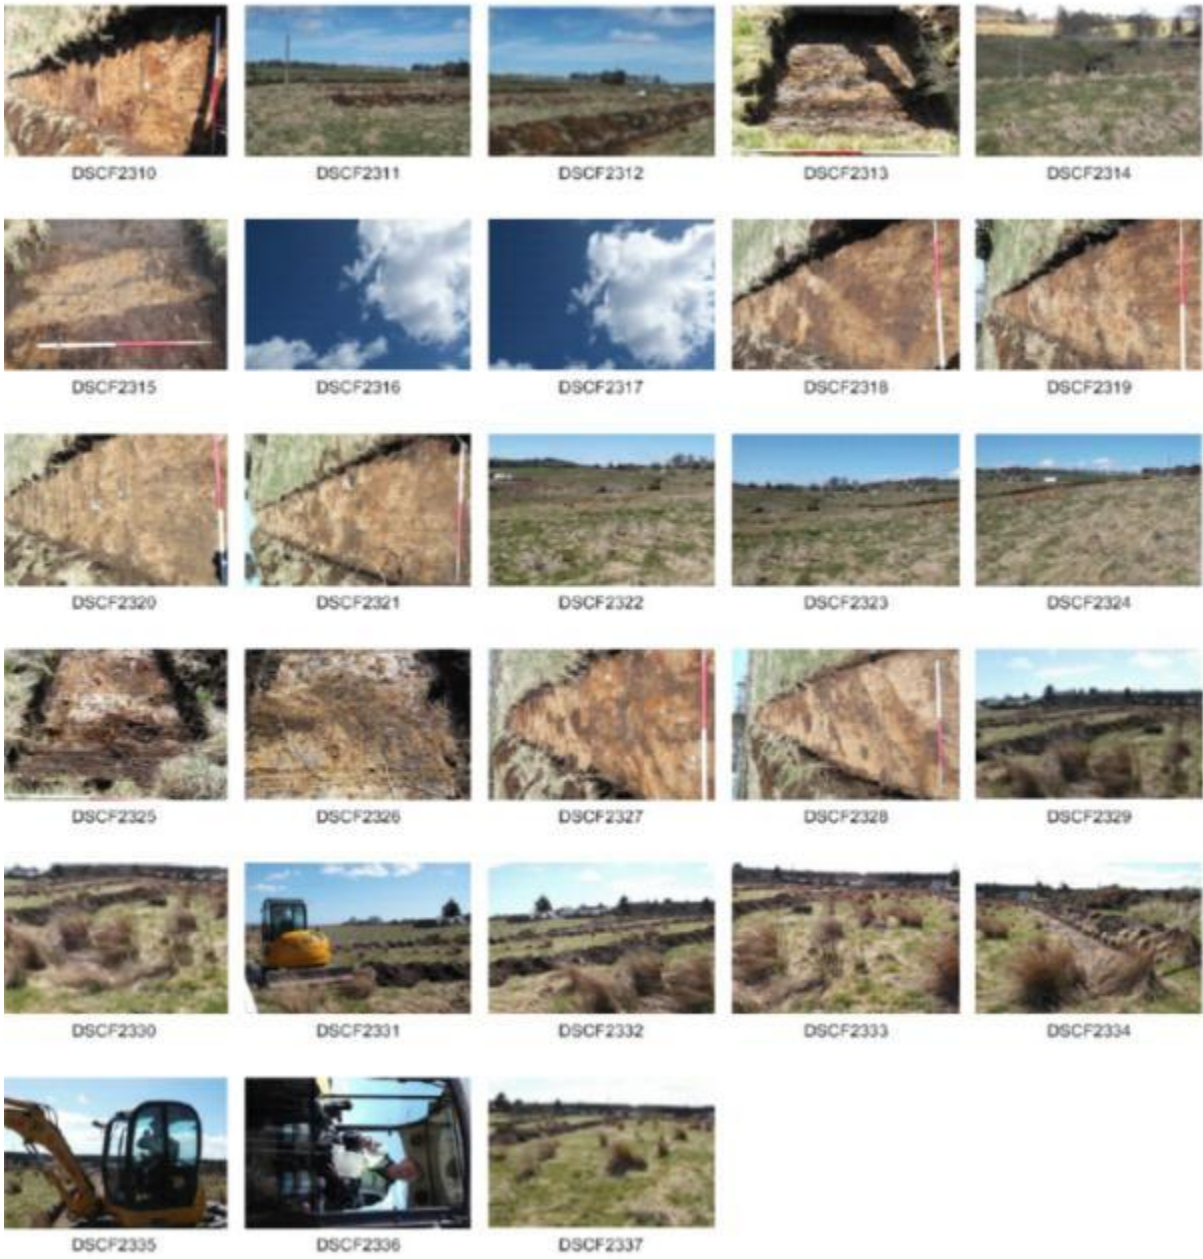 DSCF2310 DSCF2311 DSCF2312 DSCF2313 DSCF2314
DSCF2315 DSCF2316 DSCF2317 DSCF2318 DSCF2319
DSCF2320 DSCF2321 DSCF2322 DSCF2323 DSCF2324
DSCF2325 DSCF2326 DSCF2327 DSCF2328 DSCF2329
DSCF2330 DSCF2331 DSCF2332 DSCF2333 DSCF2334
DSCF2335 DSCF2336 DSCF2337